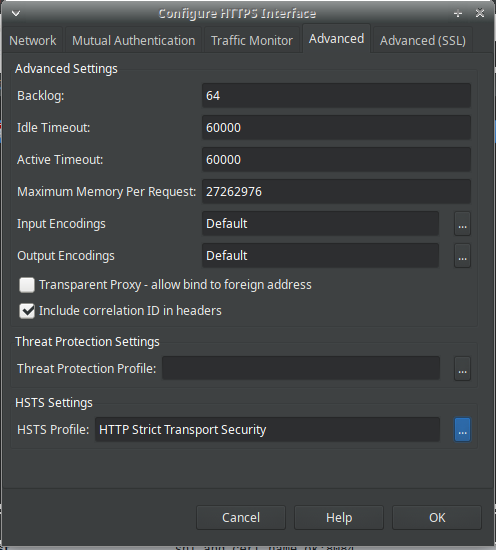 Configure HTTPS Interface
Network Mutual Authentication Traffic Monitor Advanced Advanced (SSL)
Advanced Settings
Backlog: 64
Idle Timeout: 60000
Active Timeout: 60000
Maximum Memory Per Request: 27262976
Input Encodings Default ...
Output Encodings Default ...
Transparent Proxy - allow bind to foreign address
Include correlation ID in headers
Threat Protection Settings
Threat Protection Profile: ...
HSTS Settings
HSTS Profile: HTTP Strict Transport Security ...
Cancel Help OK